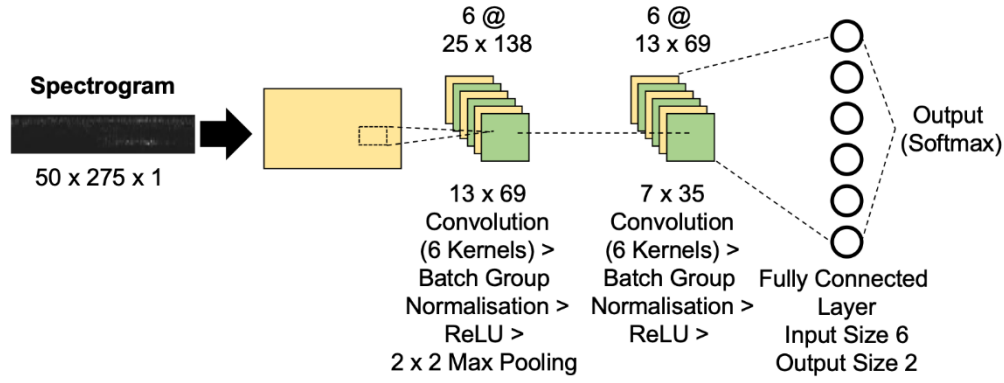 Spectrogram
50 x 275 x 1
6 @
25 x 138
13 x 69
Convolution
(6 Kernels) >
Batch Group
Normalisation >
ReLU >
2 x 2 Max Pooling
6 @
13 x 69
7 x 35
Convolution
(6 Kernels) >
Batch Group
Normalisation >
ReLU >
Fully Connected
Layer
Input Size 6
Output Size 2
Output
(Softmax)